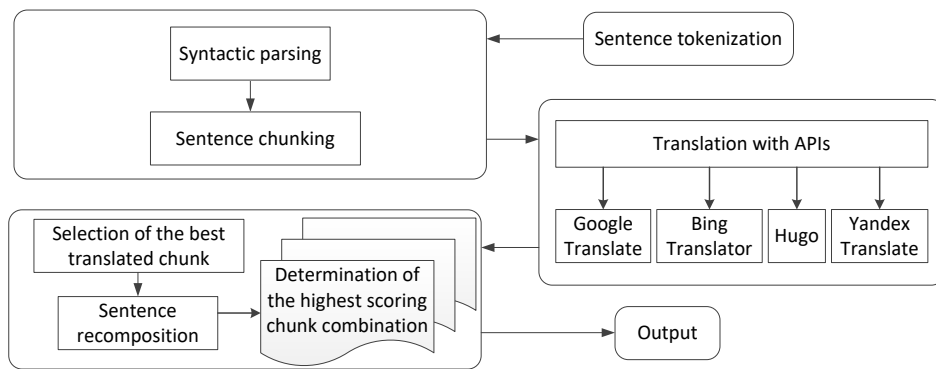 Sentence tokenization
Syntactic parsing
Sentence chunking
Translation with APIs
Google
Translate
Bing
Translator
Hugo
Yandex
Translate
Selection of the best
translated chunk
Sentence
recomposition
Determination of
the highest scoring
chunk combination
Output